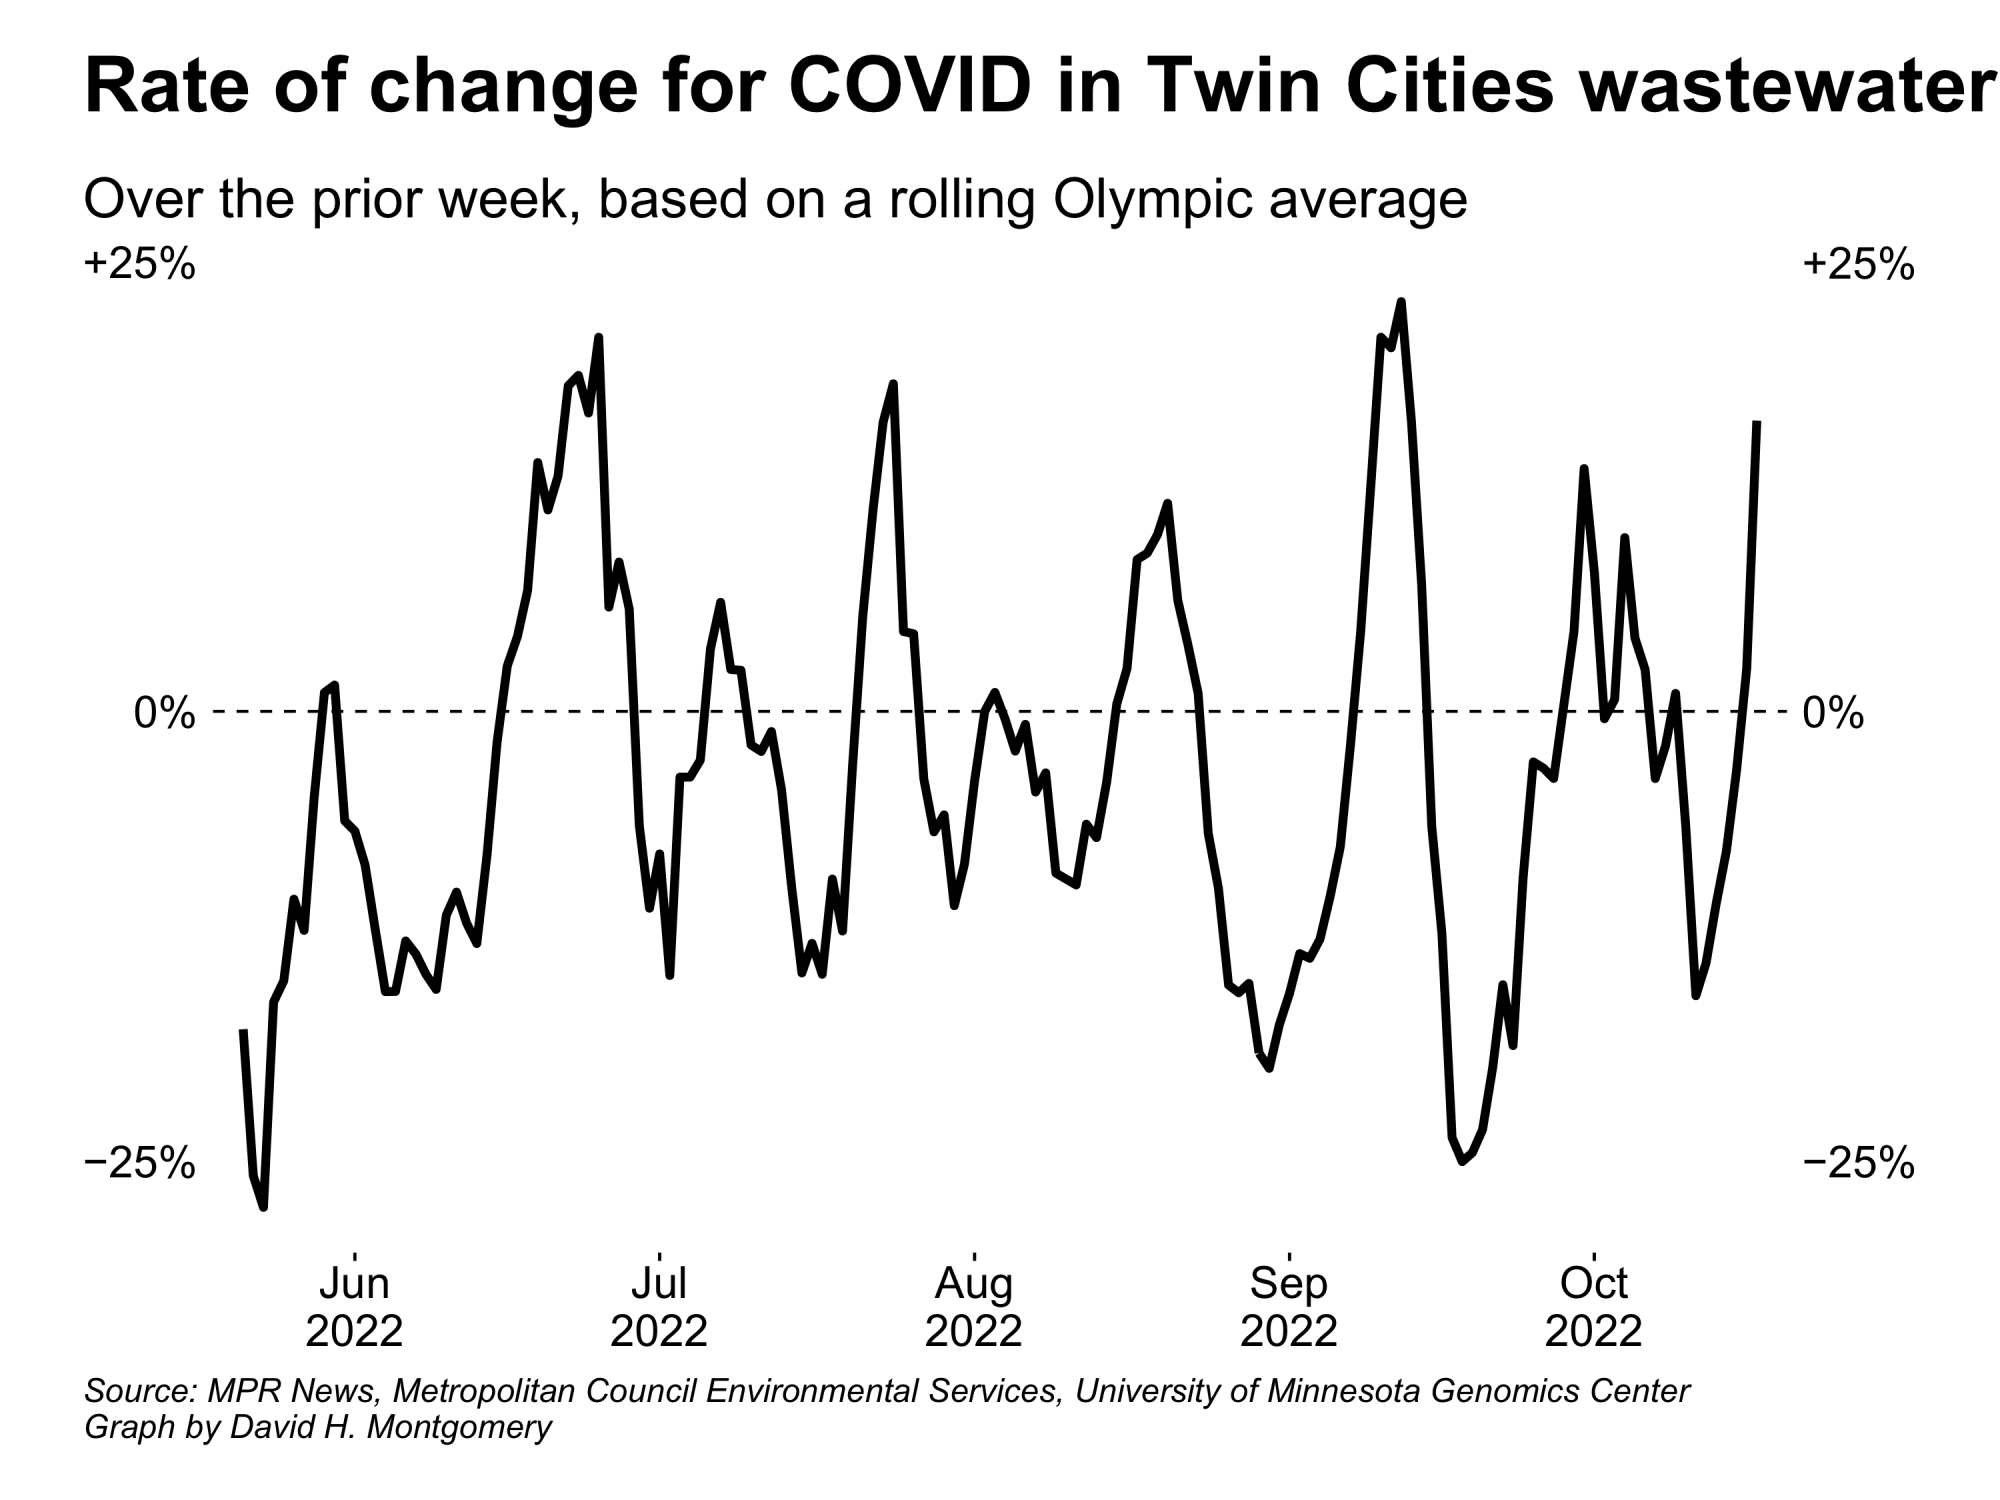 Rate of change for COVID in Twin Cities wastewater
Over the prior week, based on a rolling Olympic average
+25% +25%
0% 0%
−25% −25%
Jun Jul Aug Sep Oct
2022 2022 2022 2022 2022
Source: MPR News, Metropolitan Council Environmental Services, University of Minnesota Genomics Center
Graph by David H. Montgomery